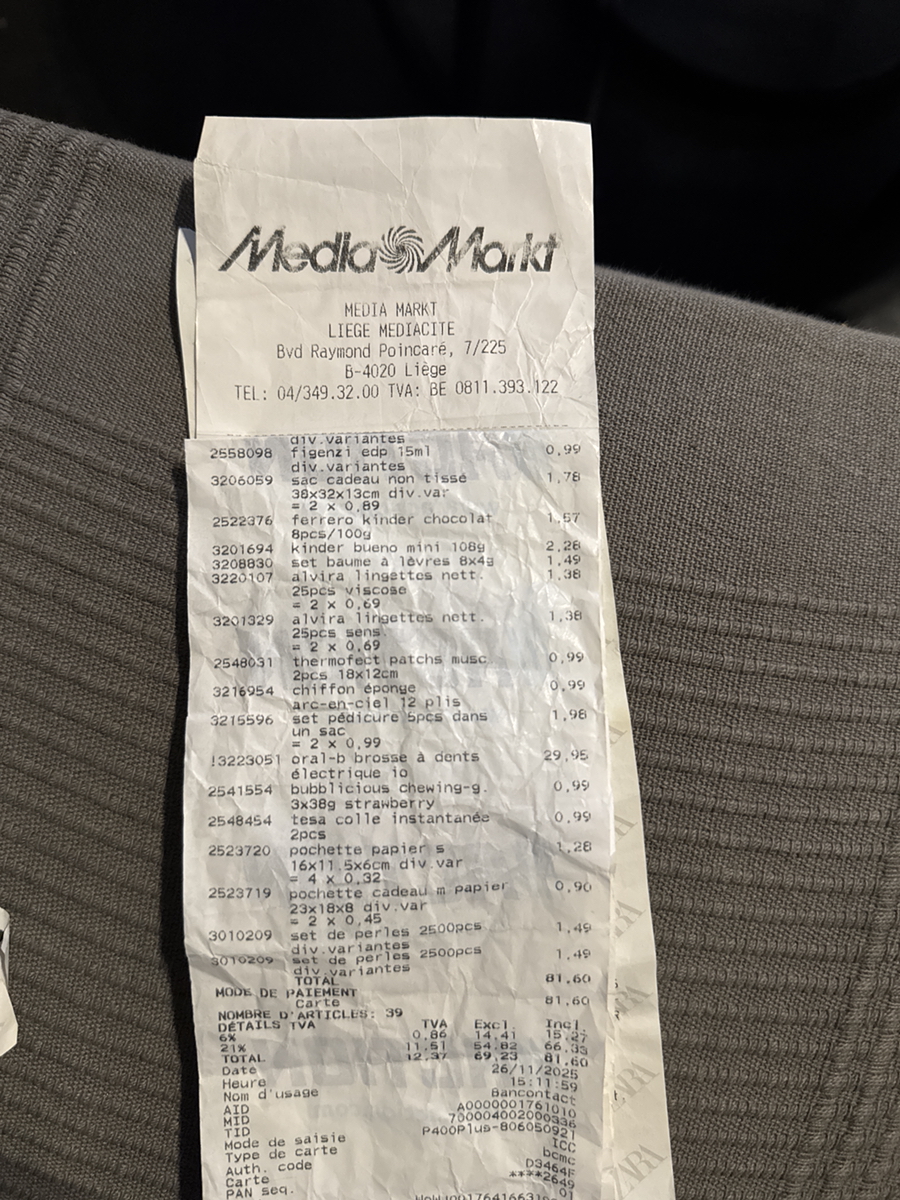 Media Markt
MEDIA MARKT
LIEGE MEDIACITE
Bvd Raymond Poincaré, 7/225
B-4020 Liège
TEL: 04/349.32.00 TVA: BE 0811.393.122
div.variantes
2558098 figenzi edp 15ml 0,99
div.variantes
3206059 sac cadeau non tissé 1,78
38x32x13cm div.var
= 2 x 0,89
2522376 ferrero kinder chocolat 1,57
8pcs/100g
3201694 kinder bueno mini 108g 2,28
3208830 set baume à lèvres 8x4g 1,49
3220107 alvira lingettes nett. 1,38
25pcs viscose
= 2 x 0,69
3201329 alvira lingettes nett. 1,38
25pcs sens.
= 2 x 0,69
2548031 thermofect patchs musc 0,99
2pcs 18x12cm
3216954 chiffon éponge 0,99
arc-en-ciel 12 plis
3215596 set pédicure 5pcs dans 1,98
un sac
= 2 x 0,99
!3223051 oral-b brosse à dents 29,95
électrique io
2541554 bubblicious chewing-g. 0,99
3x38g strawberry
2548454 tesa colle instantanée 0,99
2pcs
2523720 pochette papier s 1,28
16x11.5x6cm div.var
= 4 x 0,32
2523719 pochette cadeau m papier 0,90
23x18x8 div.var
= 2 x 0,45
3010209 set de perles 2500pcs 1,49
div.variantes
3010209 set de perles 2500pcs 1,49
div.variantes
TOTAL 81,60
MODE DE PAIEMENT
Carte 81,60
NOMBRE D'ARTICLES: 39
DÉTAILS TVA TVA Excl. Incl.
6% 0,86 14,41 15,27
21% 11,51 54,82 66,33
TOTAL 12,37 69,23 81,60
Date 26/11/2025
Heure 15:11:59
Nom d'usage Bancontact
AID A0000001761010
MID 700004002000336
TID P400Plus-806050921
Mode de saisie ICC
Type de carte bcmc
Auth. code D3464F
Carte ****2649
PAN seq. 01